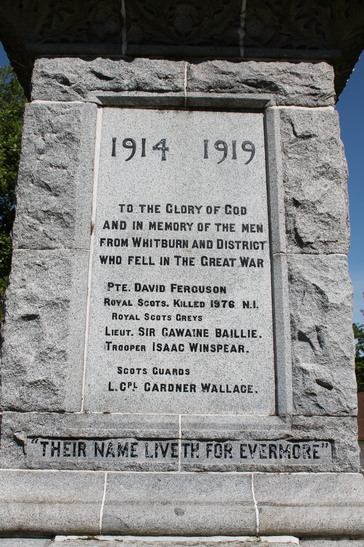 1914 1919
TO THE GLORY OF GOD
AND IN MEMORY OF THE MEN
FROM WHITBURN AND DISTRICT
WHO FELL IN THE GREAT WAR
PTE. DAVID FERGUSON
ROYAL SCOTS. KILLED 1976 N.I.
ROYAL SCOTS GREYS
LIEUT. SIR GAWAINE BAILLIE.
TROOPER ISAAC WINSPEAR.
SCOTS GUARDS
L.CPL GARDNER WALLACE.
"THEIR NAME LIVETH FOR EVERMORE"